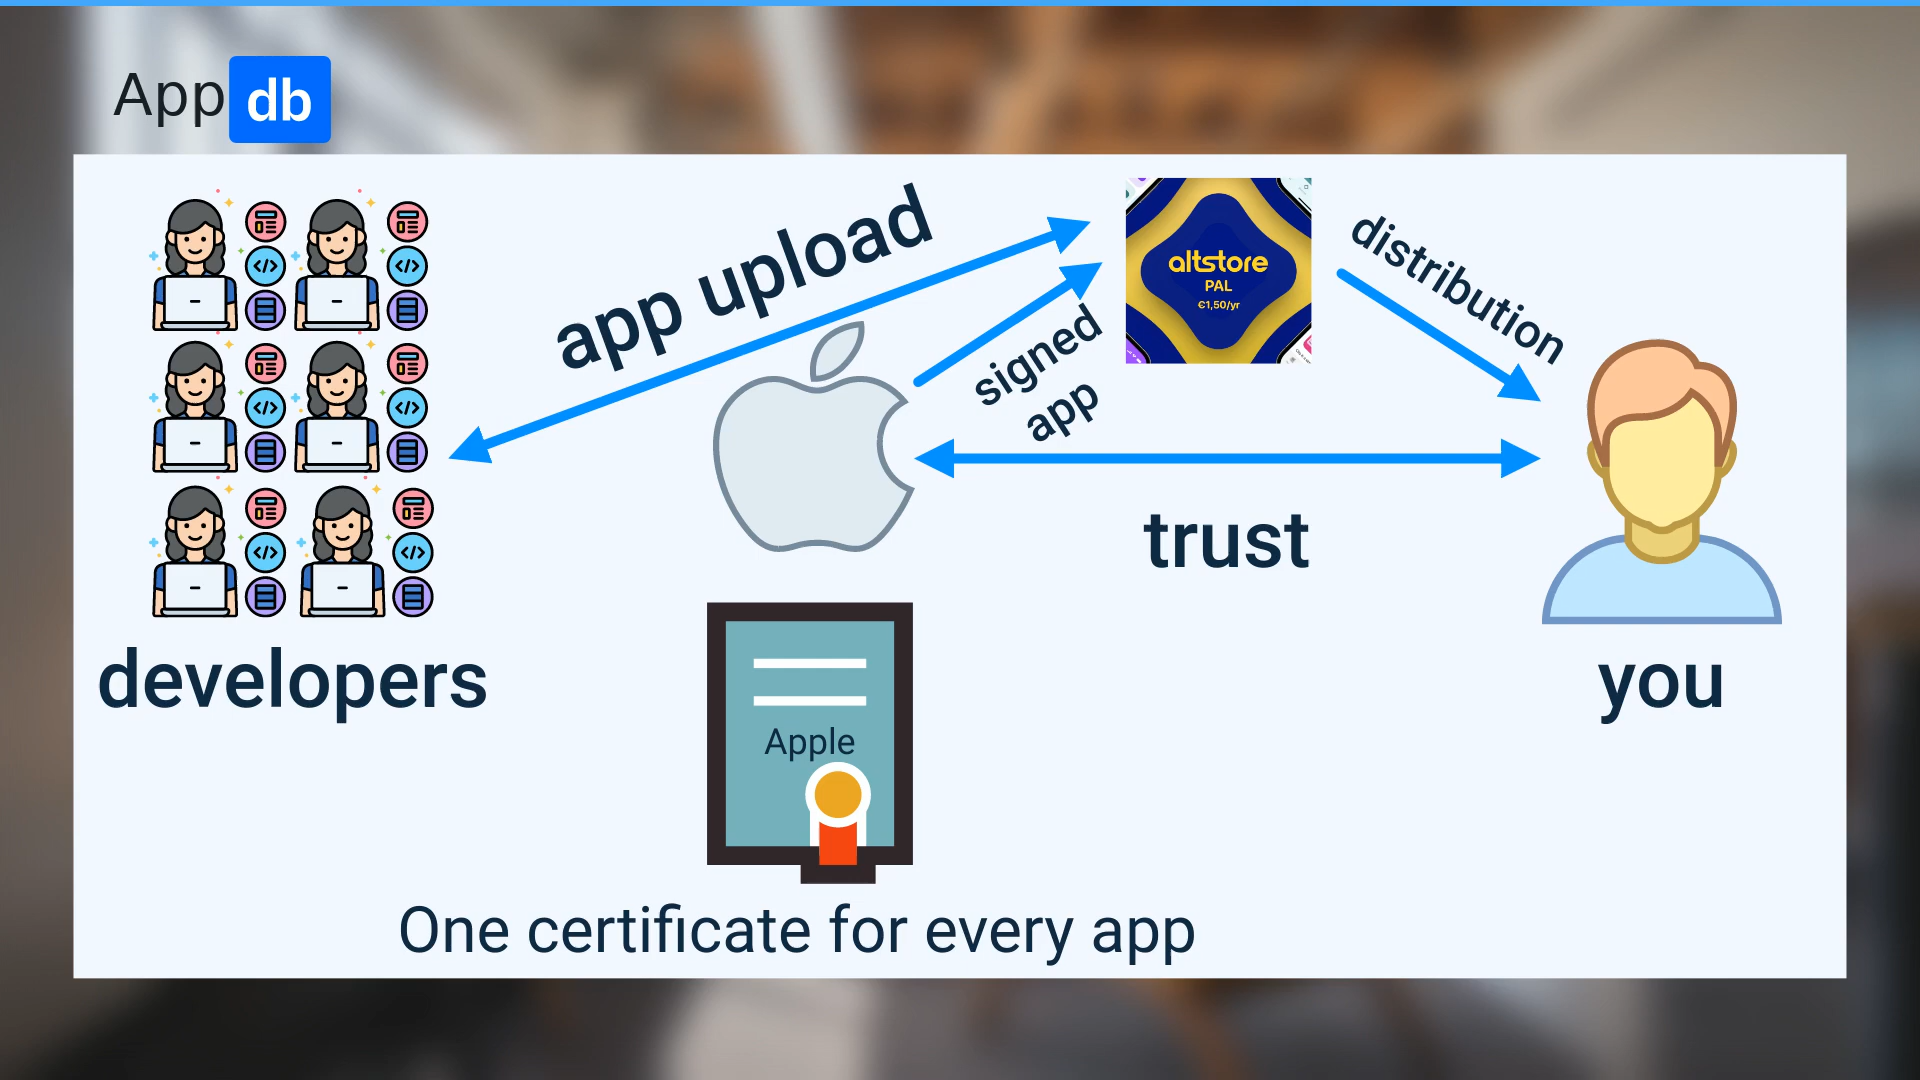 App db
app upload
altstore
PAL
€1,50/yr
distribution
signed
app
trust
developers
you
Apple
One certificate for every app